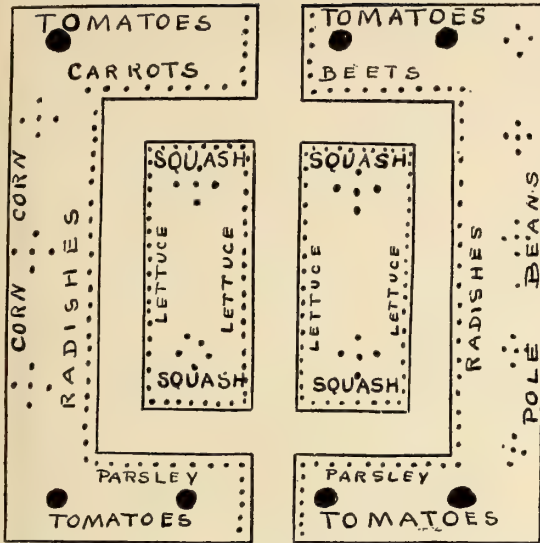 TOMATOES
CARROTS
CORN
CORN
RADISHES
SQUASH
LETTUCE
LETTUCE
SQUASH
PARSLEY
TOMATOES
TOMATOES
BEETS
SQUASH
LETTUCE
LETTUCE
SQUASH
RADISHES
POLE BEANS
PARSLEY
TOMATOES